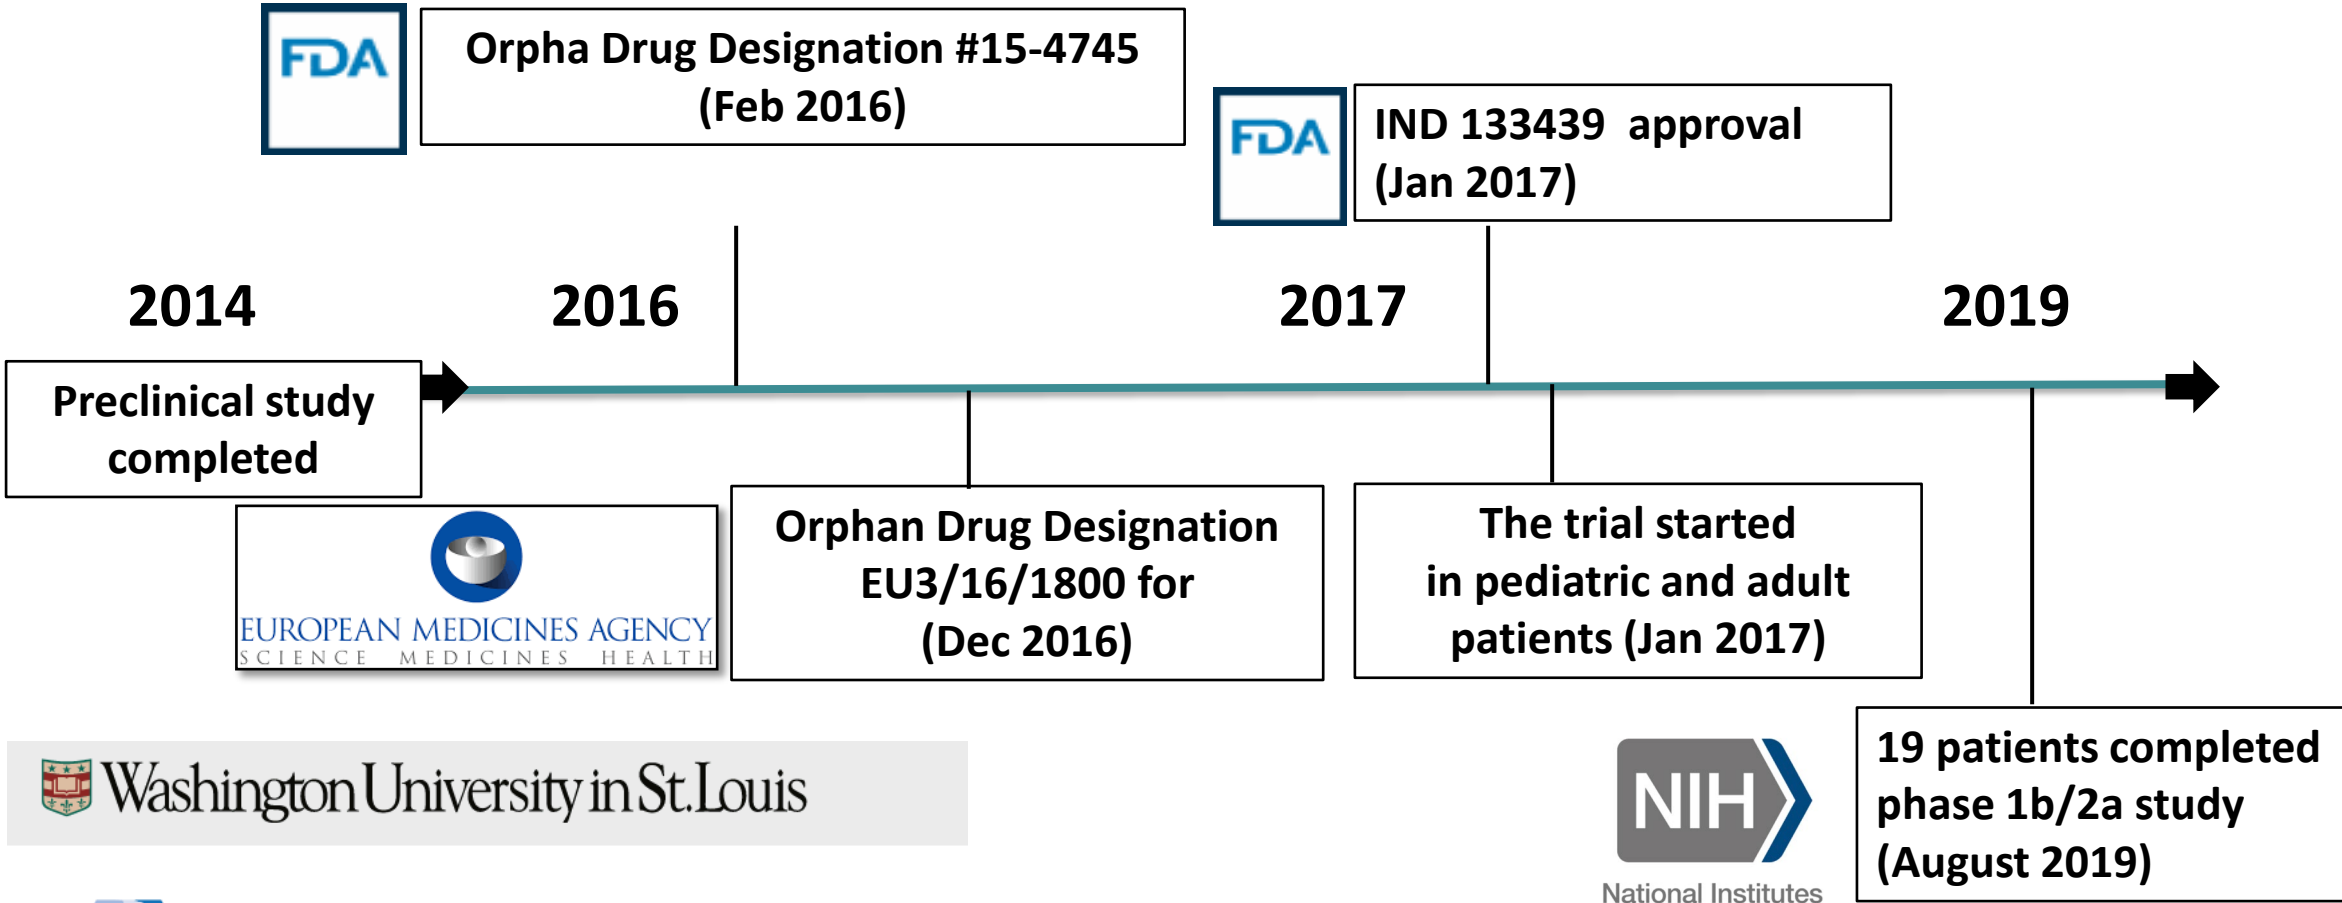 FDA
Orpha Drug Designation #15-4745
(Feb 2016)
FDA
IND 133439 approval
(Jan 2017)
2014
2016
2017
2019
Preclinical study
completed
EUROPEAN MEDICINES AGENCY
SCIENCE MEDICINES HEALTH
Orphan Drug Designation
EU3/16/1800 for
(Dec 2016)
The trial started
in pediatric and adult
patients (Jan 2017)
Washington University in St. Louis
NIH
National Institutes
19 patients completed
phase 1b/2a study
(August 2019)